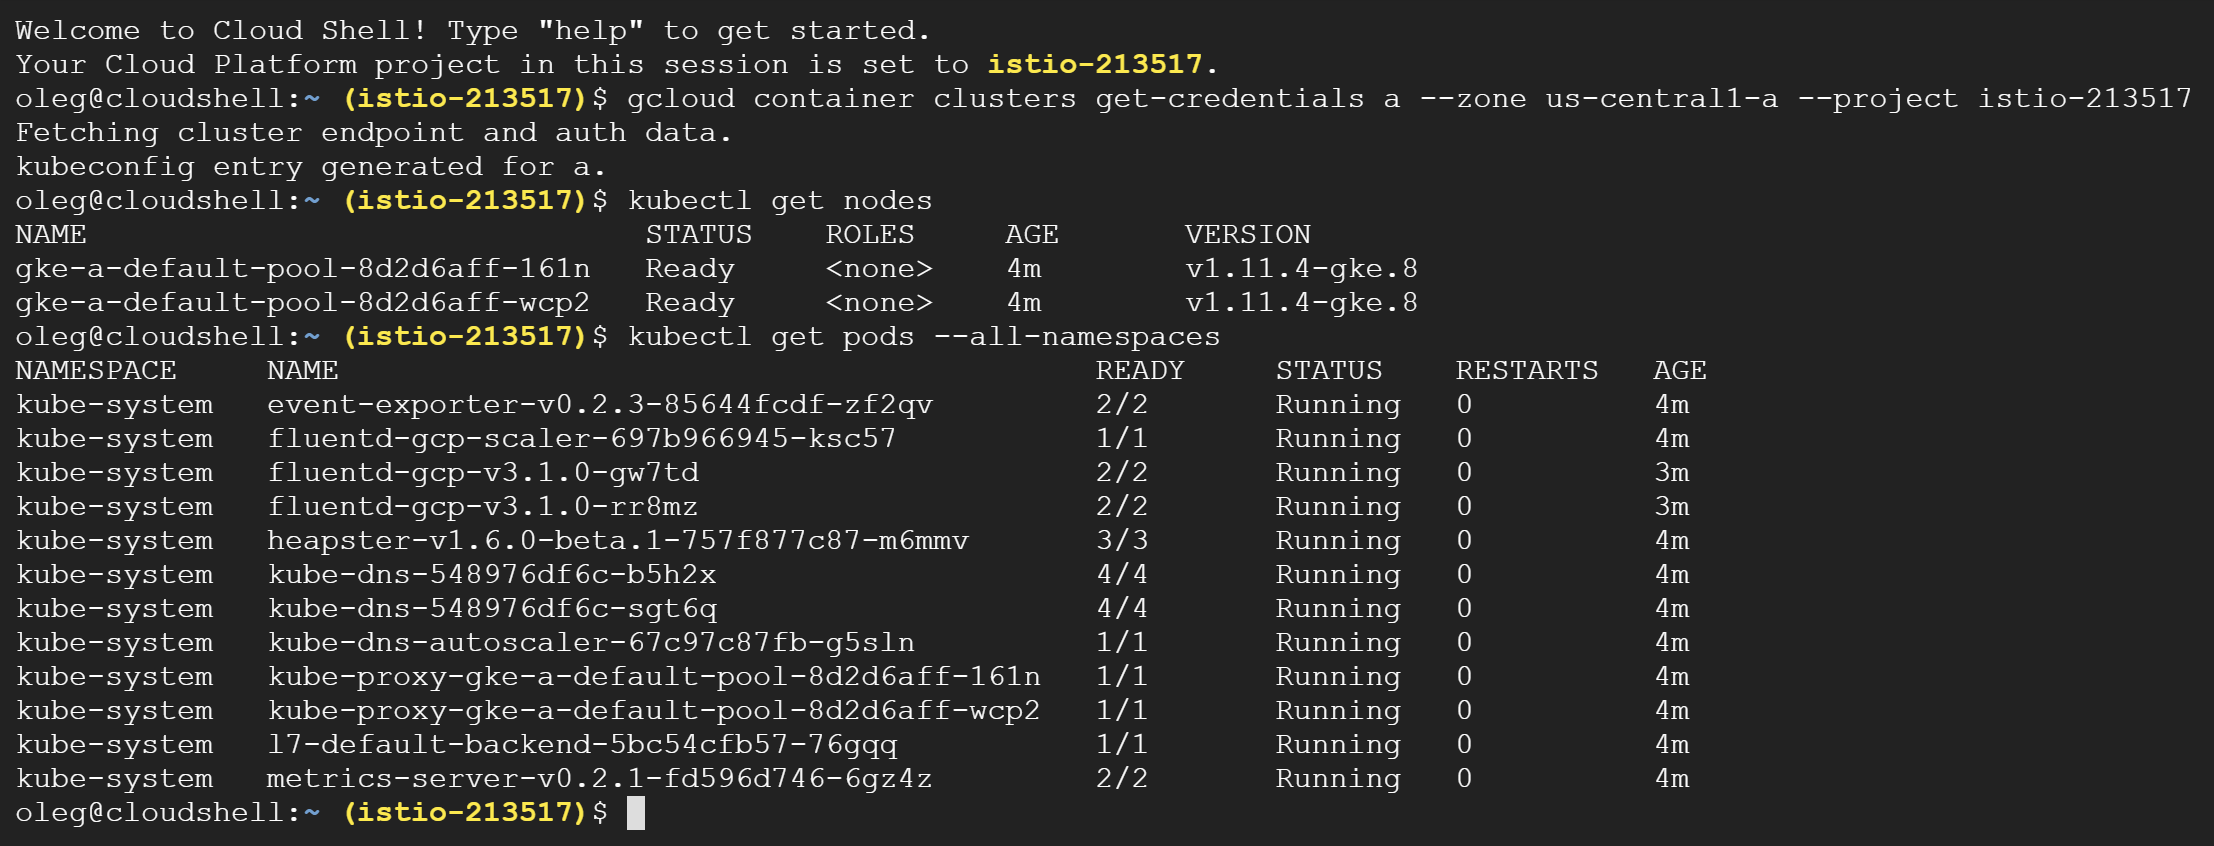 Welcome to Cloud Shell! Type "help" to get started.
Your Cloud Platform project in this session is set to istio-213517.
oleg@cloudshell:~ (istio-213517)$ gcloud container clusters get-credentials a --zone us-central1-a --project istio-213517
Fetching cluster endpoint and auth data.
kubeconfig entry generated for a.
oleg@cloudshell:~ (istio-213517)$ kubectl get nodes
NAME                               STATUS    ROLES     AGE       VERSION
gke-a-default-pool-8d2d6aff-161n   Ready     <none>    4m        v1.11.4-gke.8
gke-a-default-pool-8d2d6aff-wcp2   Ready     <none>    4m        v1.11.4-gke.8
oleg@cloudshell:~ (istio-213517)$ kubectl get pods --all-namespaces
NAMESPACE     NAME                                          READY     STATUS    RESTARTS   AGE
kube-system   event-exporter-v0.2.3-85644fcdf-zf2qv         2/2       Running   0          4m
kube-system   fluentd-gcp-scaler-697b966945-ksc57           1/1       Running   0          4m
kube-system   fluentd-gcp-v3.1.0-gw7td                      2/2       Running   0          3m
kube-system   fluentd-gcp-v3.1.0-rr8mz                      2/2       Running   0          3m
kube-system   heapster-v1.6.0-beta.1-757f877c87-m6mmv       3/3       Running   0          4m
kube-system   kube-dns-548976df6c-b5h2x                     4/4       Running   0          4m
kube-system   kube-dns-548976df6c-sgt6q                     4/4       Running   0          4m
kube-system   kube-dns-autoscaler-67c97c87fb-g5sln          1/1       Running   0          4m
kube-system   kube-proxy-gke-a-default-pool-8d2d6aff-161n   1/1       Running   0          4m
kube-system   kube-proxy-gke-a-default-pool-8d2d6aff-wcp2   1/1       Running   0          4m
kube-system   l7-default-backend-5bc54cfb57-76gqq           1/1       Running   0          4m
kube-system   metrics-server-v0.2.1-fd596d746-6gz4z         2/2       Running   0          4m
oleg@cloudshell:~ (istio-213517)$